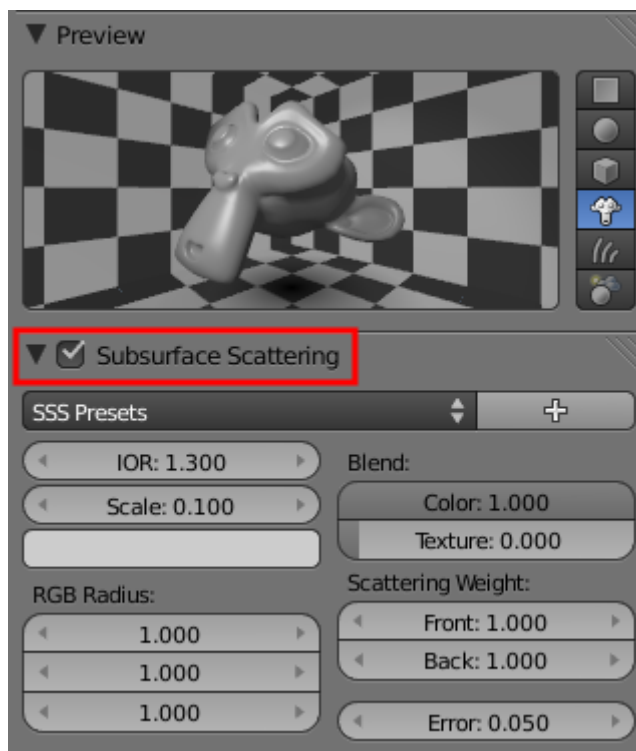 Preview
Subsurface Scattering
SSS Presets
IOR: 1.300
Scale: 0.100
RGB Radius:
1.000
1.000
1.000
Blend:
Color: 1.000
Texture: 0.000
Scattering Weight:
Front: 1.000
Back: 1.000
Error: 0.050